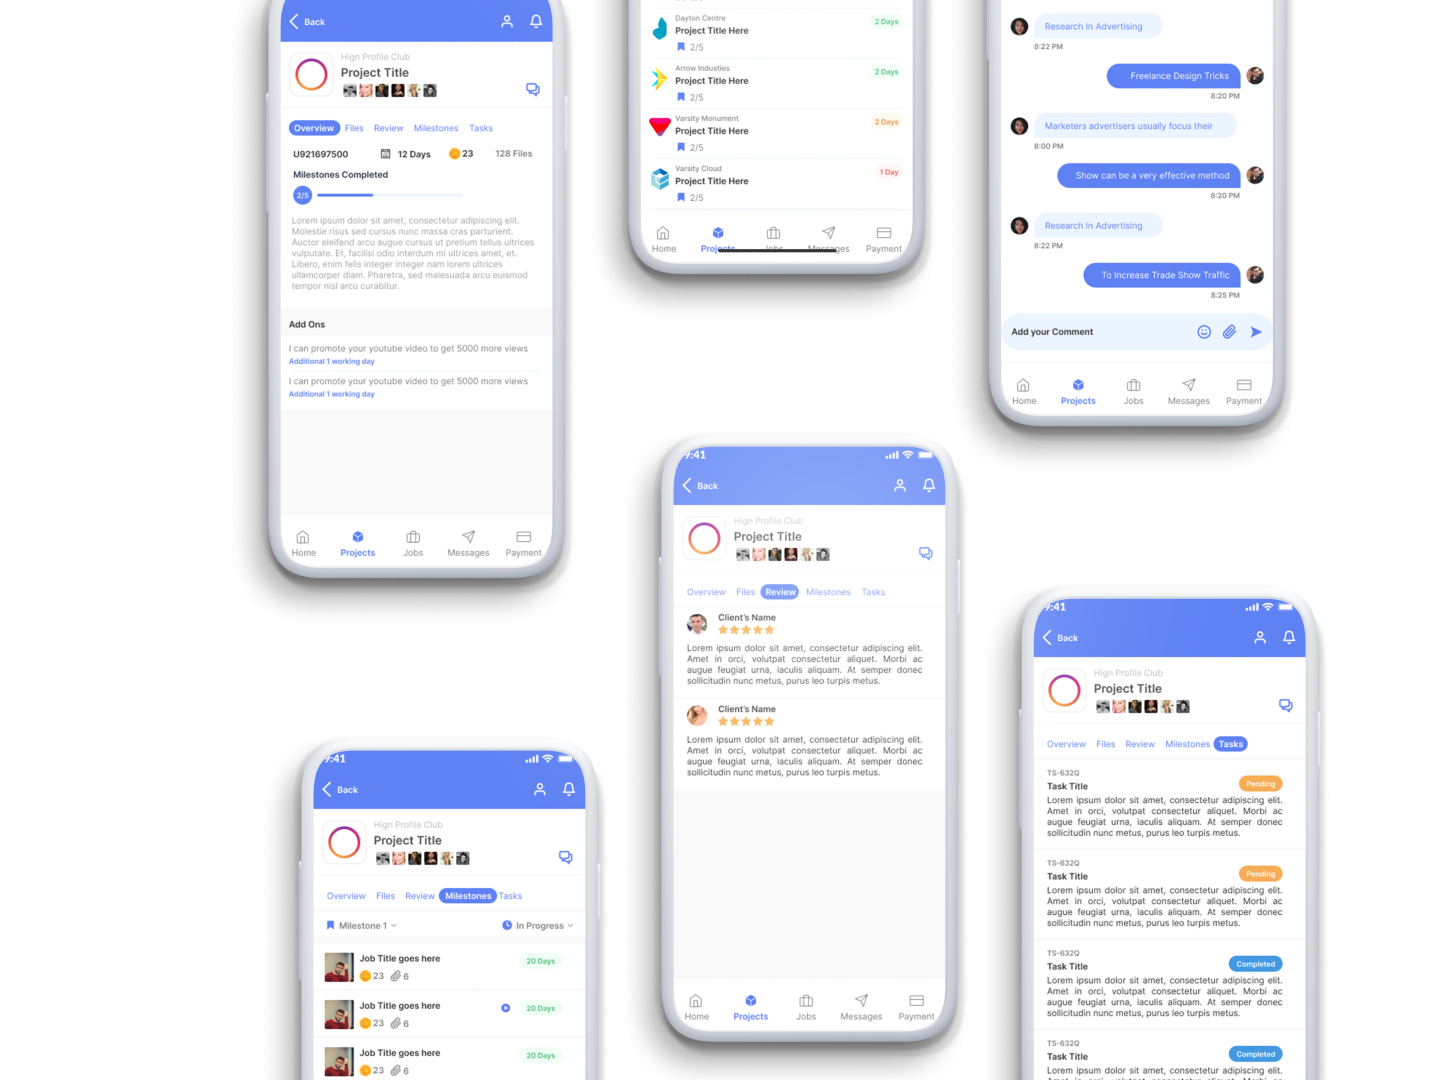 Back
Hign Profile Club
Project Title
Overview Files Review Milestones Tasks
U921697500 12 Days 23 128 Files
Milestones Completed
2/5
Lorem ipsum dolor sit amet, consectetur adipiscing elit.
Molestie risus sed cursus nunc massa cras parturient.
Auctor eleifend arcu augue cursus ut pretium tellus ultrices
vulputate. Et, facilisi odio interdum mi ultrices amet, et.
Libero, enim felis integer integer nam lorem ultrices
ullamcorper diam. Pharetra, sed malesuada arcu euismod
tempor nisl arcu curabitur.
Add Ons
I can promote your youtube video to get 5000 more views
Additional 1 working day
I can promote your youtube video to get 5000 more views
Additional 1 working day
Home Projects Jobs Messages Payment
Dayton Centre
Project Title Here
2 Days
2/5
Arrow Industies
Project Title Here
2 Days
2/5
Varsity Monument
Project Title Here
2 Days
2/5
Varsity Cloud
Project Title Here
1 Day
2/5
Home Projects Jobs Messages Payment
Research In Advertising
8:22 PM
Freelance Design Tricks
8:20 PM
Marketers advertisers usually focus their
8:00 PM
Show can be a very effective method
8:20 PM
Research In Advertising
8:22 PM
To Increase Trade Show Traffic
8:25 PM
Add your Comment
Home Projects Jobs Messages Payment
9:41
Back
Hign Profile Club
Project Title
Overview Files Review Milestones Tasks
Client's Name
Lorem ipsum dolor sit amet, consectetur adipiscing elit.
Amet in orci, volutpat consectetur aliquet. Morbi ac
augue feugiat urna, iaculis aliquam. At semper donec
sollicitudin nunc metus, purus leo turpis metus.
Client's Name
Lorem ipsum dolor sit amet, consectetur adipiscing elit.
Amet in orci, volutpat consectetur aliquet. Morbi ac
augue feugiat urna, iaculis aliquam. At semper donec
sollicitudin nunc metus, purus leo turpis metus.
Home Projects Jobs Messages Payment
9:41
Back
Hign Profile Club
Project Title
Overview Files Review Milestones Tasks
Milestone 1 In Progress
Job Title goes here
20 Days
23 6
Job Title goes here
20 Days
23 6
Job Title goes here
20 Days
23 6
9:41
Back
Hign Profile Club
Project Title
Overview Files Review Milestones Tasks
TS-632Q
Task Title
Pending
Lorem ipsum dolor sit amet, consectetur adipiscing elit.
Amet in orci, volutpat consectetur aliquet. Morbi ac
augue feugiat urna, iaculis aliquam. At semper donec
sollicitudin nunc metus, purus leo turpis metus.
TS-632Q
Task Title
Pending
Lorem ipsum dolor sit amet, consectetur adipiscing elit.
Amet in orci, volutpat consectetur aliquet. Morbi ac
augue feugiat urna, iaculis aliquam. At semper donec
sollicitudin nunc metus, purus leo turpis metus.
TS-632Q
Task Title
Completed
Lorem ipsum dolor sit amet, consectetur adipiscing elit.
Amet in orci, volutpat consectetur aliquet. Morbi ac
augue feugiat urna, iaculis aliquam. At semper donec
sollicitudin nunc metus, purus leo turpis metus.
TS-632Q
Task Title
Completed
Lorem ipsum dolor sit amet, consectetur adipiscing elit.